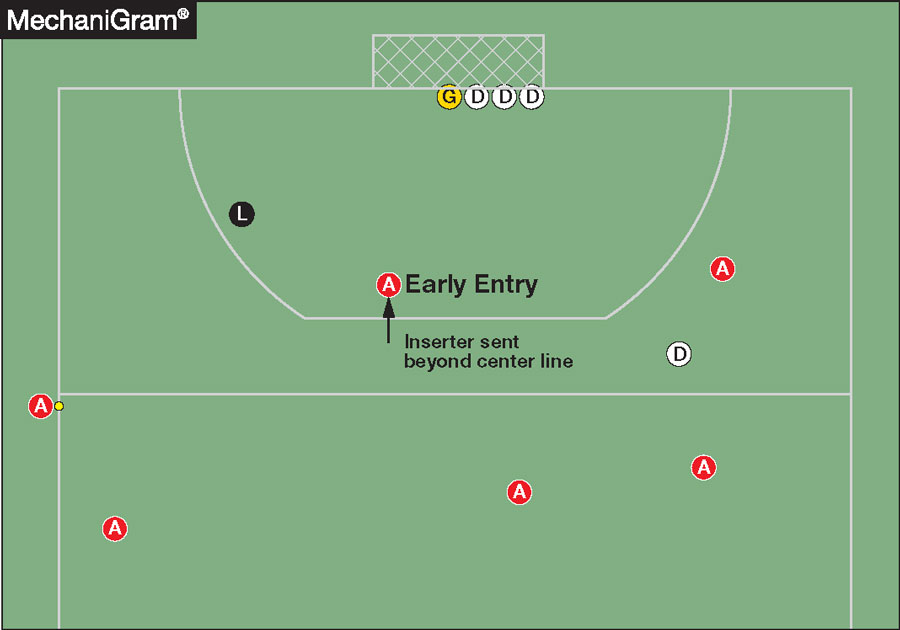 MechaniGram®
G D D D
L
A Early Entry
A
Inserter sent
beyond center line
D
A
A
A
A